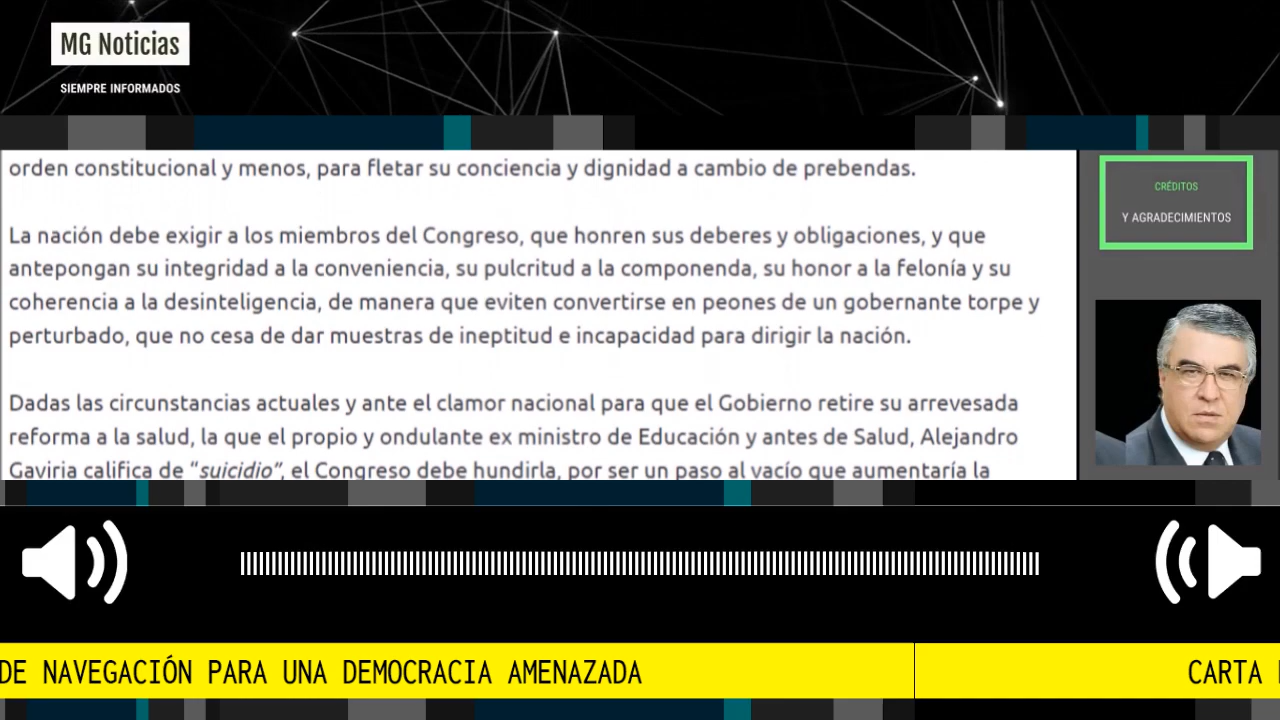 MG Noticias
SIEMPRE INFORMADOS
orden constitucional y menos, para fletar su conciencia y dignidad a cambio de prebendas.
La nación debe exigir a los miembros del Congreso, que honren sus deberes y obligaciones, y que
antepongan su integridad a la conveniencia, su pulcritud a la componenda, su honor a la felonía y su
coherencia a la desinteligencia, de manera que eviten convertirse en peones de un gobernante torpe y
perturbado, que no cesa de dar muestras de ineptitud e incapacidad para dirigir la nación.
Dadas las circunstancias actuales y ante el clamor nacional para que el Gobierno retire su arrevesada
reforma a la salud, la que el propio y ondulante ex ministro de Educación y antes de Salud, Alejandro
Gaviria califica de “suicidio”, el Congreso debe hundirla, por ser un paso al vacío que aumentaría la
CRÉDITOS
Y AGRADECIMIENTOS
DE NAVEGACIÓN PARA UNA DEMOCRACIA AMENAZADA
CARTA